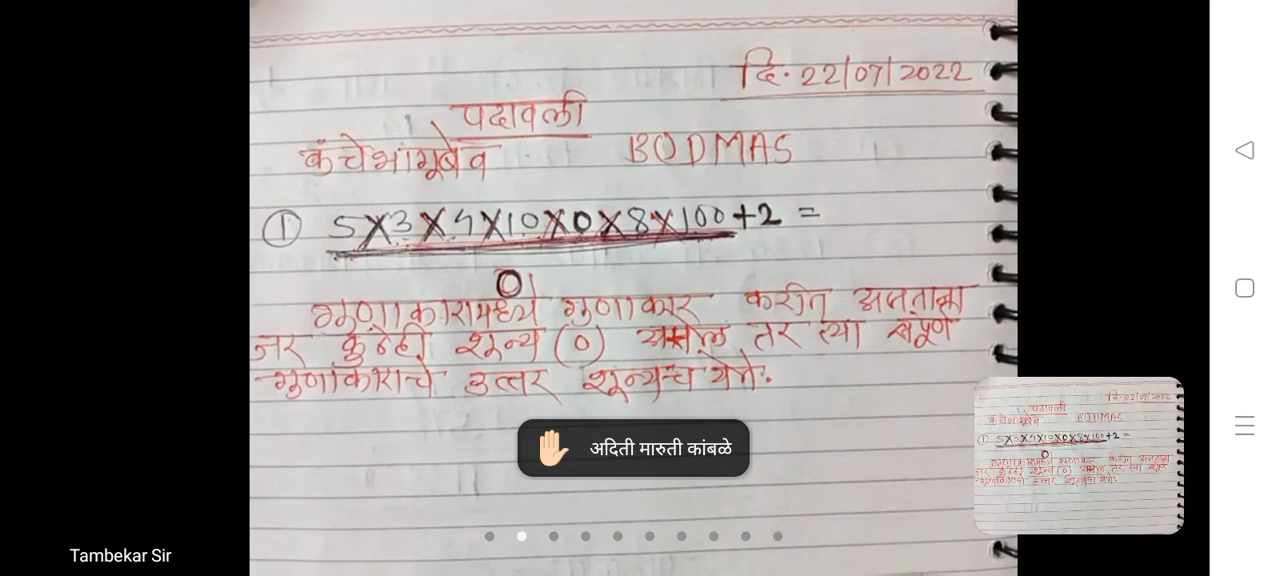 दि. 22/07/2022
पदावली
कंचेभागूबेव BODMAS
① 5×3×4×10×0×8×100+2 =
0
गुणाकारामध्ये गुणाकार करीत असताना
जर कुठेही शून्य (0) असेल तर त्या संपूर्ण
गुणाकाराचे उत्तर शून्यच येते.
अदिती मारुती कांबळे
Tambekar Sir